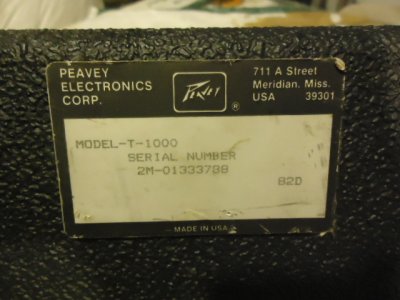 PEAVEY
ELECTRONICS
CORP.
PEAVEY
®
711 A Street
Meridian, Miss.
USA 39301
MODEL-T-1000
SERIAL NUMBER
2M-01333788
82D
MADE IN USA